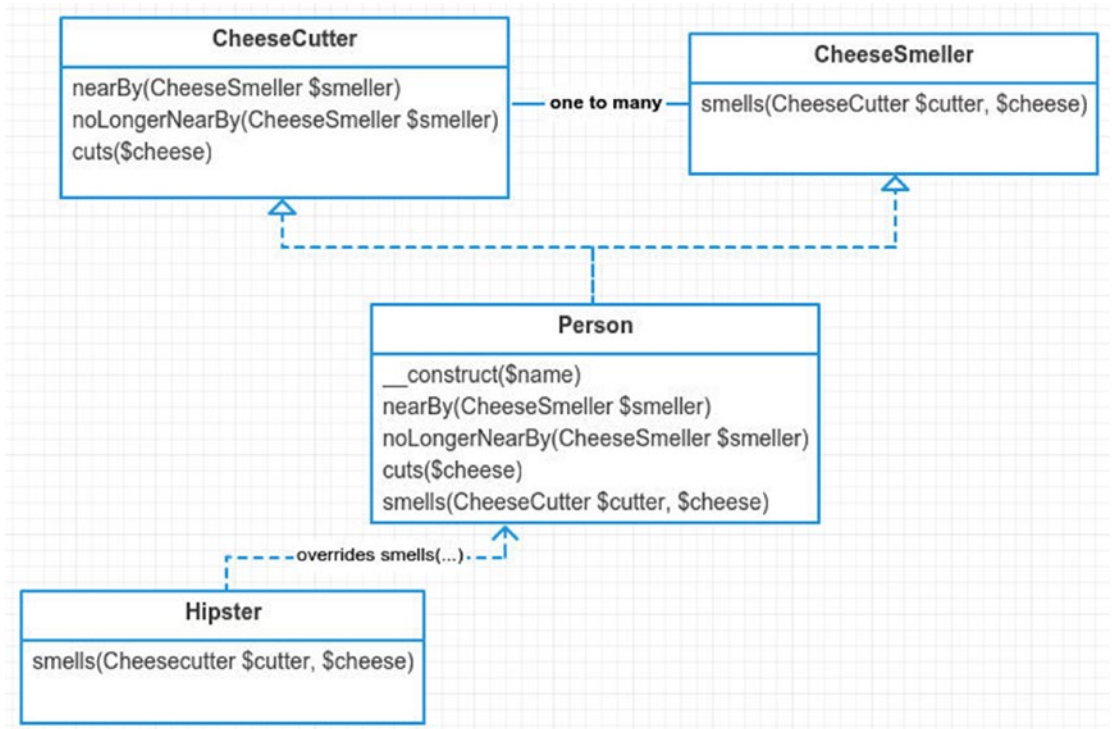 CheeseCutter
nearBy(CheeseSmeller $smeller)
noLongerNearBy(CheeseSmeller $smeller)
cuts($cheese)
one to many
CheeseSmeller
smells(CheeseCutter $cutter, $cheese)
Person
__construct($name)
nearBy(CheeseSmeller $smeller)
noLongerNearBy(CheeseSmeller $smeller)
cuts($cheese)
smells(CheeseCutter $cutter, $cheese)
overrides smells(...)
Hipster
smells(Cheesecutter $cutter, $cheese)